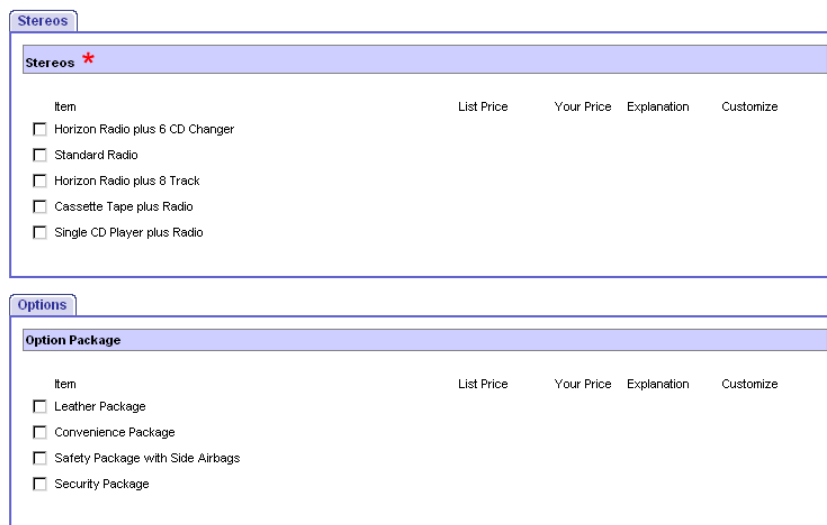 Stereos
Stereos *
Item List Price Your Price Explanation Customize
Horizon Radio plus 6 CD Changer
Standard Radio
Horizon Radio plus 8 Track
Cassette Tape plus Radio
Single CD Player plus Radio
Options
Option Package
Item List Price Your Price Explanation Customize
Leather Package
Convenience Package
Safety Package with Side Airbags
Security Package